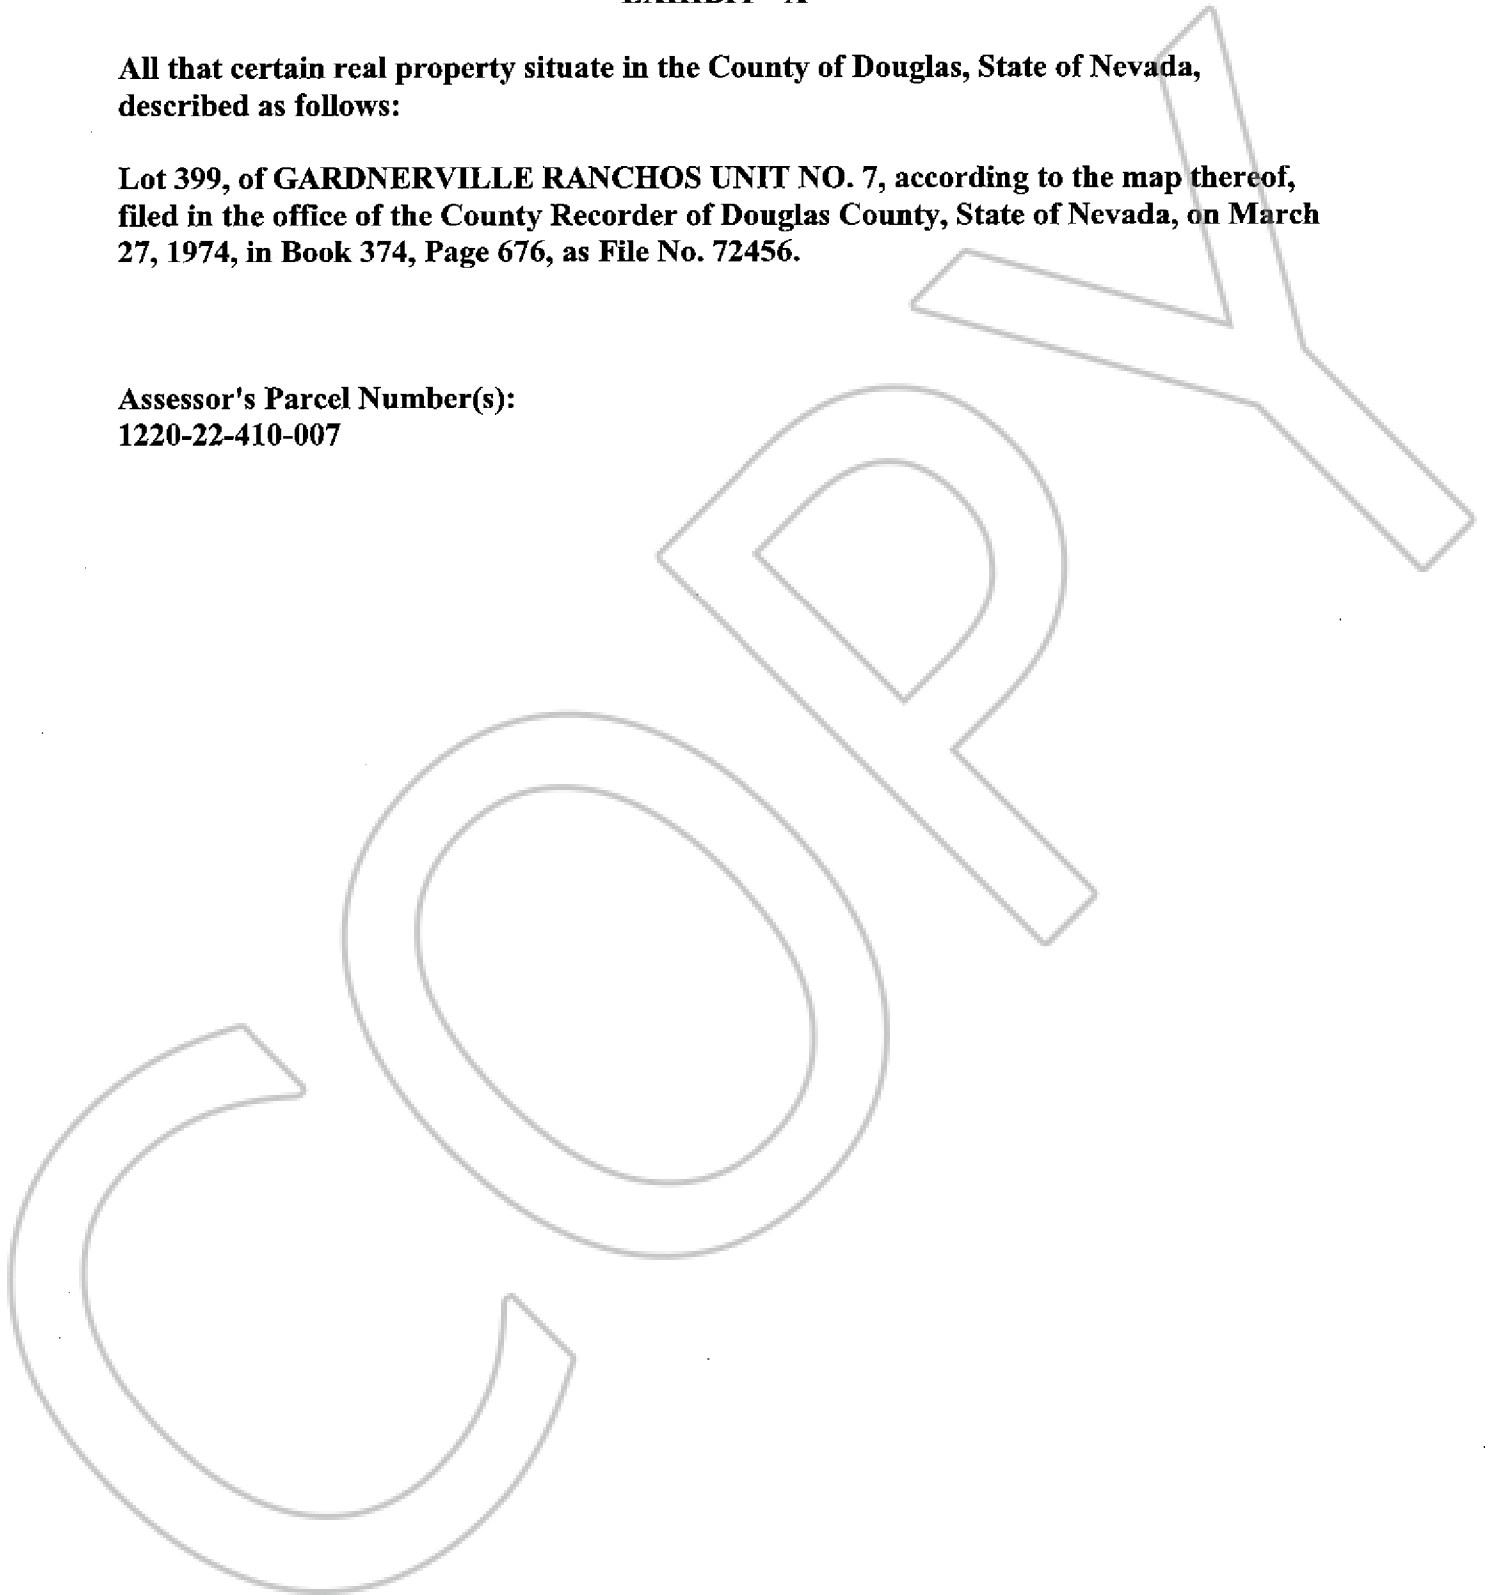 All that certain real property situate in the County of Douglas, State of Nevada,
described as follows:
Lot 399, of GARDNERVILLE RANCHOS UNIT NO. 7, according to the map thereof,
filed in the office of the County Recorder of Douglas County, State of Nevada, on March
27, 1974, in Book 374, Page 676, as File No. 72456.
Assessor's Parcel Number(s):
1220-22-410-007
COPY